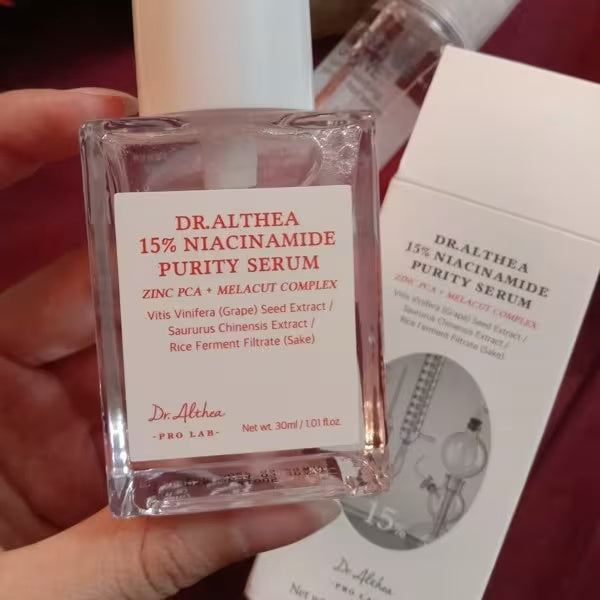 DR.ALTHEA
15% NIACINAMIDE
PURITY SERUM
ZINC PCA + MELACUT COMPLEX
Vitis Vinifera (Grape) Seed Extract /
Saururus Chinensis Extract /
Rice Ferment Filtrate (Sake)
Dr. Althea
-PRO LAB-
Net wt. 30ml / 1.01 fl.oz.
DR.ALTHEA
15% NIACINAMIDE
PURITY SERUM
ZINC PCA + MELACUT COMPLEX
Vitis Vinifera (Grape) Seed Extract /
Saururus Chinensis Extract /
Rice Ferment Filtrate (Sake)
15%
Dr. Althea
-PRO LAB-
Net